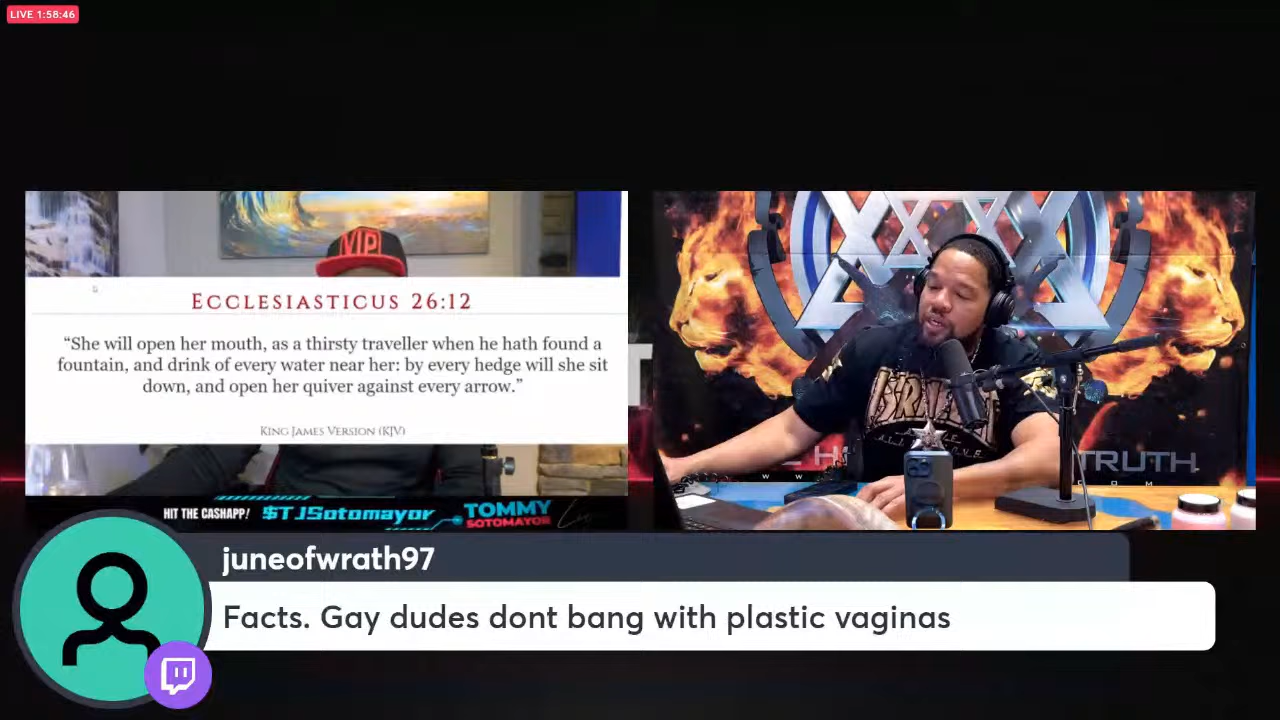 LIVE 1:58:46
VIP
ECCLESIASTICUS 26:12
“She will open her mouth, as a thirsty traveller when he hath found a
fountain, and drink of every water near her: by every hedge will she sit
down, and open her quiver against every arrow.”
KING JAMES VERSION (KJV)
HIT THE CASHAPP! $TJSotomayor
TOMMY
SOTOMAYOR Live
TRUTH
juneofwrath97
Facts. Gay dudes dont bang with plastic vaginas